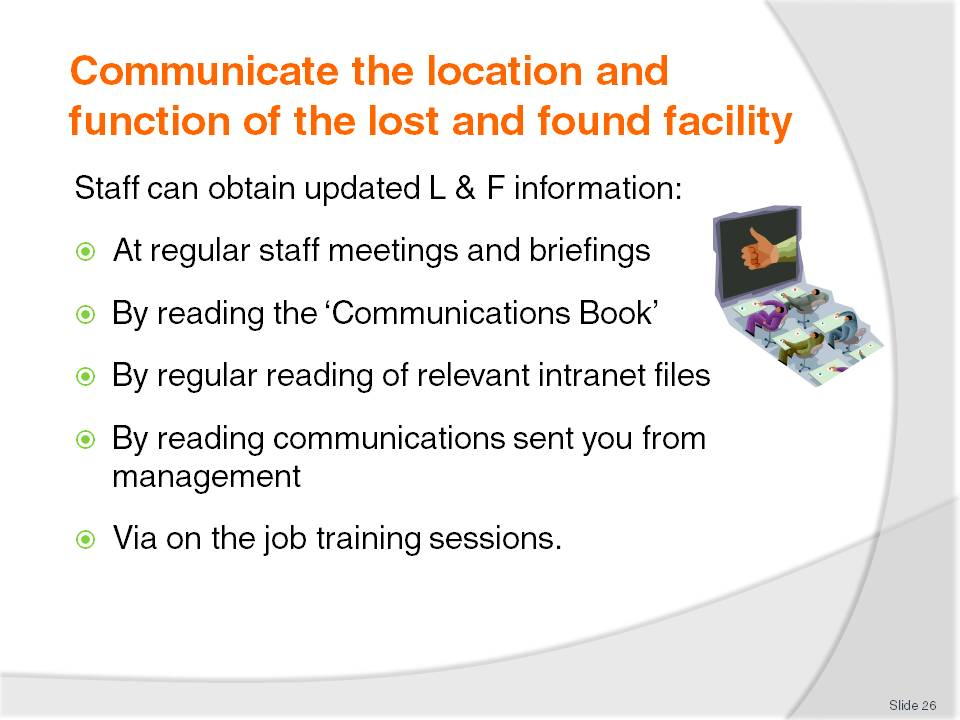 Communicate the location and
function of the lost and found facility
Staff can obtain updated L & F information:
At regular staff meetings and briefings
By reading the ‘Communications Book’
By regular reading of relevant intranet files
By reading communications sent you from
management
Via on the job training sessions.
Slide 26